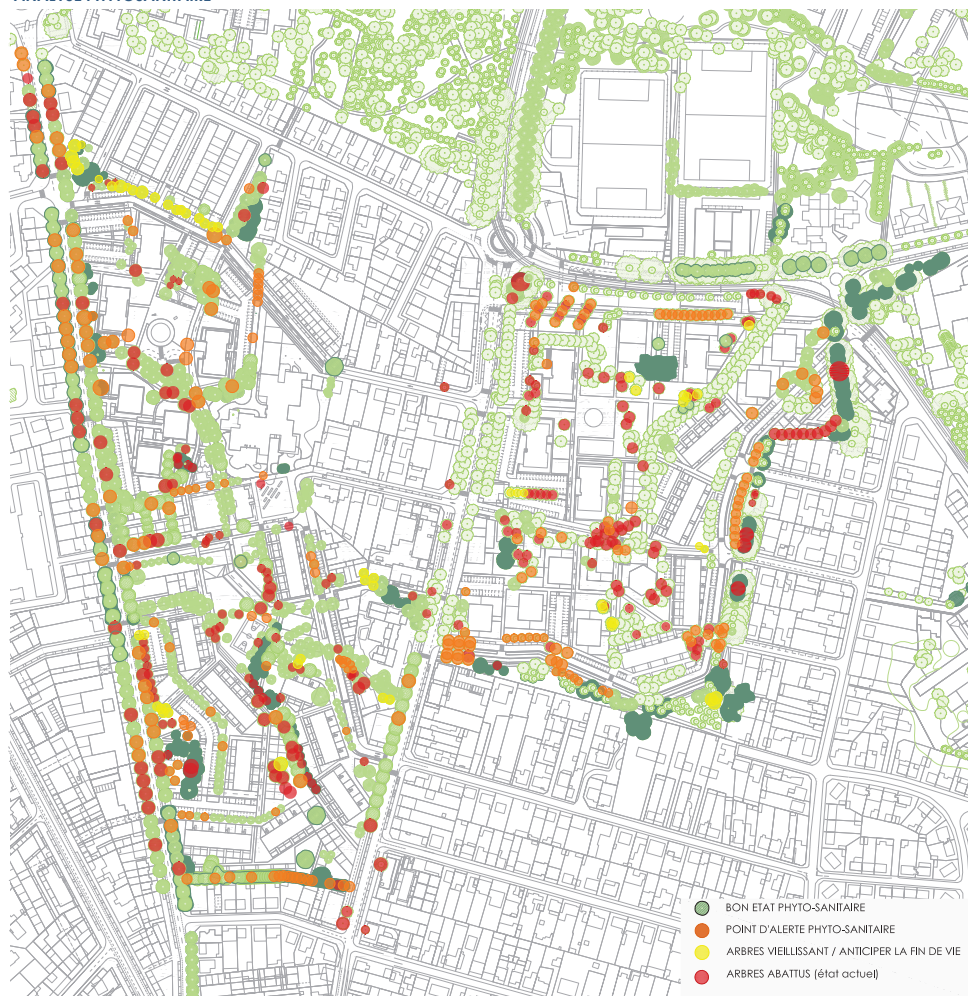 BON ETAT PHYTO-SANITAIRE
POINT D'ALERTE PHYTO-SANITAIRE
ARBRES VIEILLISSANT / ANTICIPER LA FIN DE VIE
ARBRES ABATTUS (état actuel)